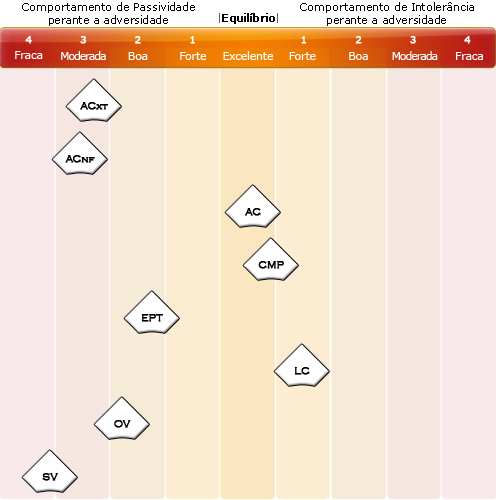 Comportamento de Passividade
perante a adversidade
|Equilíbrio|
Comportamento de Intolerância
perante a adversidade
4 3 2 1 1 2 3 4
Fraca Moderada Boa Forte Excelente Forte Boa Moderada Fraca
ACXT
ACNF
AC
CMP
EPT
LC
OV
SV